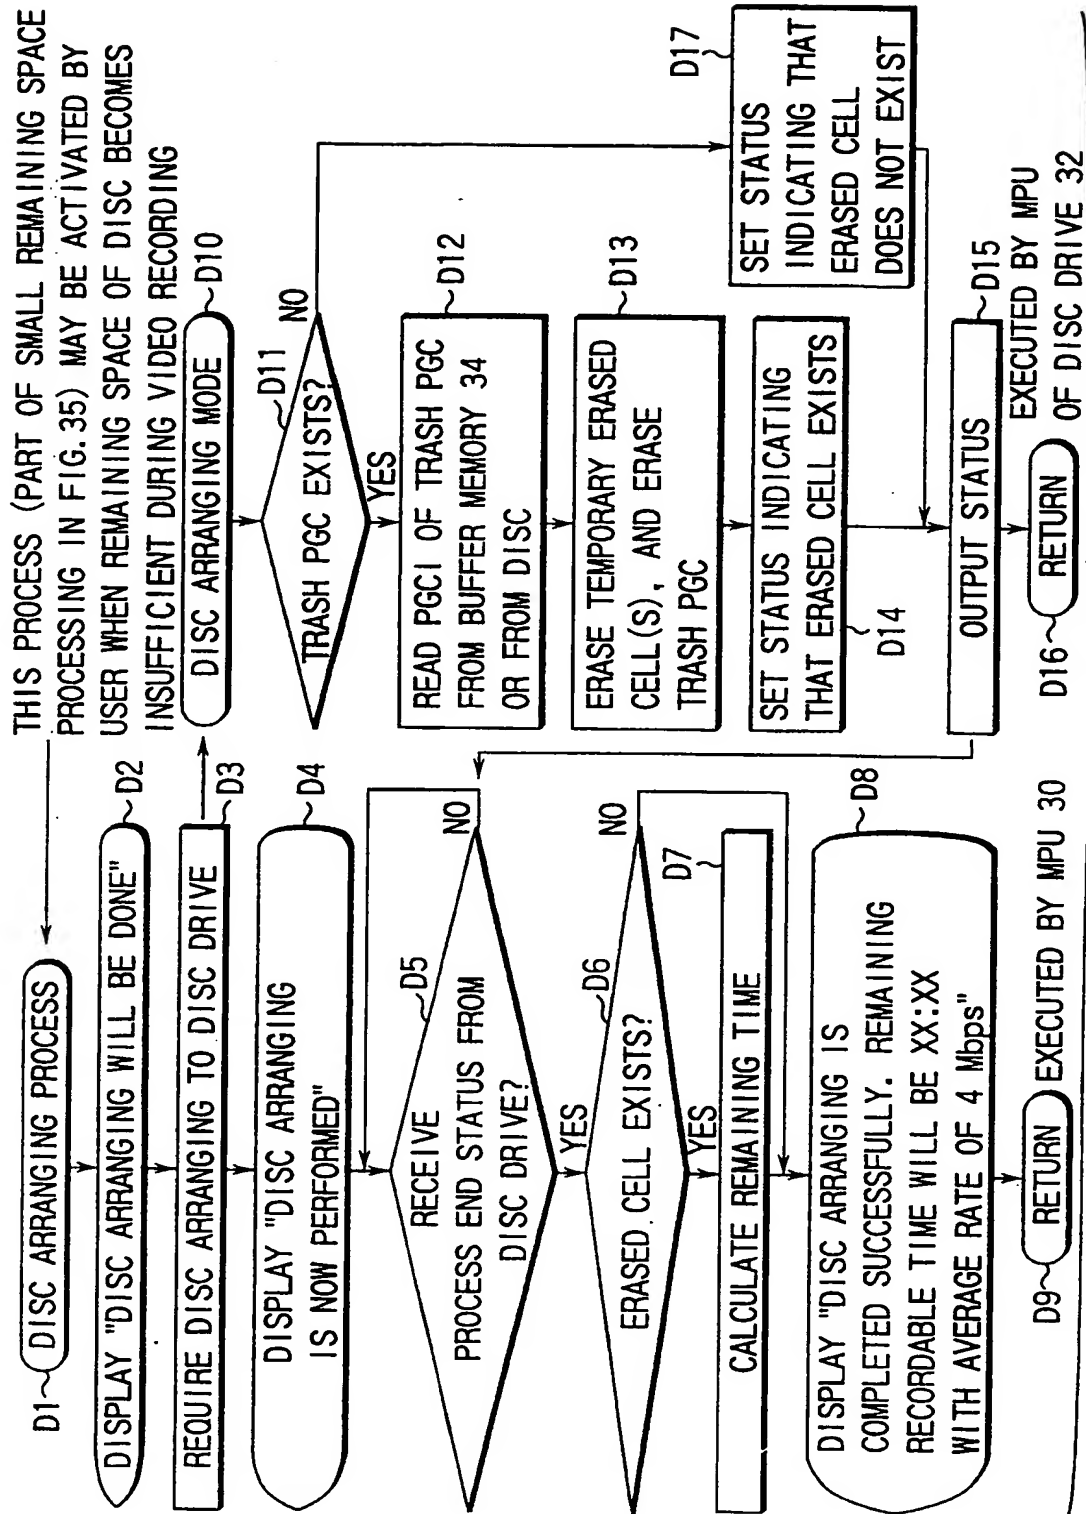 THIS PROCESS (PART OF SMALL REMAINING SPACE
PROCESSING IN FIG.35) MAY BE ACTIVATED BY
USER WHEN REMAINING SPACE OF DISC BECOMES
INSUFFICIENT DURING VIDEO RECORDING
D1 DISC ARRANGING PROCESS
DISPLAY "DISC ARRANGING WILL BE DONE" D2
REQUIRE DISC ARRANGING TO DISC DRIVE D3
DISPLAY "DISC ARRANGING
IS NOW PERFORMED"
D4
RECEIVE
PROCESS END STATUS FROM
DISC DRIVE?
D5
NO
YES
ERASED CELL EXISTS?
D6
NO
YES
CALCULATE REMAINING TIME
D7
DISPLAY "DISC ARRANGING IS
COMPLETED SUCCESSFULLY. REMAINING
RECORDABLE TIME WILL BE XX:XX
WITH AVERAGE RATE OF 4 Mbps"
D8
D9 RETURN EXECUTED BY MPU 30
DISC ARRANGING MODE D10
TRASH PGC EXISTS?
D11
NO
YES
READ PGCI OF TRASH PGC
FROM BUFFER MEMORY 34
OR FROM DISC
D12
ERASE TEMPORARY ERASED
CELL(S), AND ERASE
TRASH PGC
D13
SET STATUS INDICATING
THAT ERASED CELL EXISTS
D14
SET STATUS
INDICATING THAT
ERASED CELL
DOES NOT EXIST
D17
OUTPUT STATUS
D15
D16 RETURN
EXECUTED BY MPU
OF DISC DRIVE 32